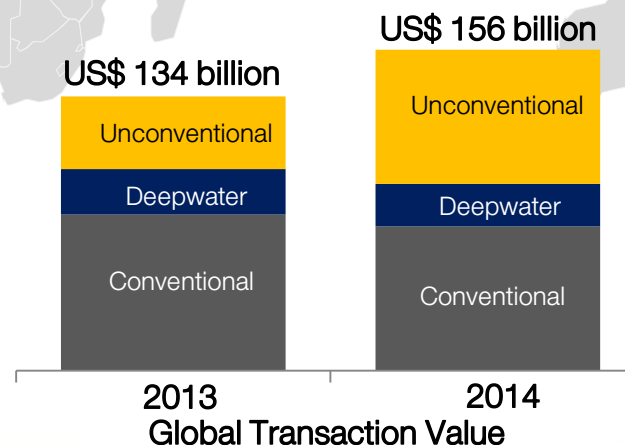 US$ 134 billion
US$ 156 billion
Unconventional
Unconventional
Deepwater
Deepwater
Conventional
Conventional
2013
2014
Global Transaction Value